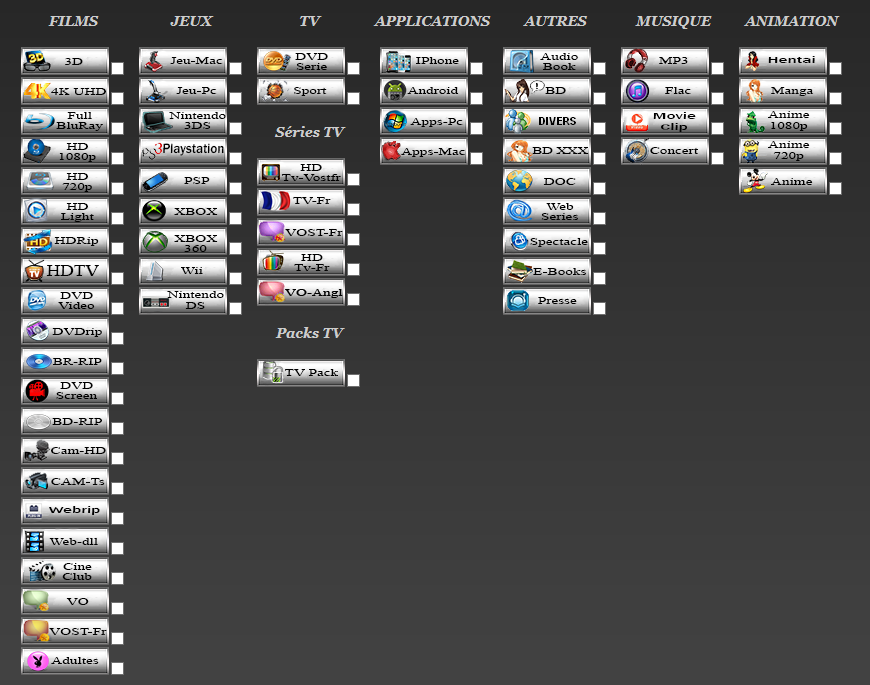 FILMS
3D
4K UHD
Full
BluRay
HD
1080p
HD
720p
HD
Light
HDRip
HDTV
DVD
Video
DVDrip
BR-RIP
DVD
Screen
BD-RIP
Cam-HD
CAM-Ts
Webrip
Web-dll
Cine
Club
VO
VOST-Fr
Adultes
JEUX
Jeu-Mac
Jeu-Pc
Nintendo
3DS
PS3Playstation
PSP
XBOX
XBOX
360
Wii
Nintendo
DS
TV
DVD
Serie
Sport
Séries TV
HD
Tv-Vostfr
TV-Fr
VOST-Fr
HD
Tv-Fr
VO-Angl
Packs TV
TV Pack
APPLICATIONS
IPhone
Android
Apps-Pc
Apps-Mac
AUTRES
Audio
Book
BD
DIVERS
BD XXX
DOC
Web
Series
Spectacle
E-Books
Presse
MUSIQUE
MP3
Flac
Movie
Clip
Concert
ANIMATION
Hentai
Manga
Anime
1080p
Anime
720p
Anime